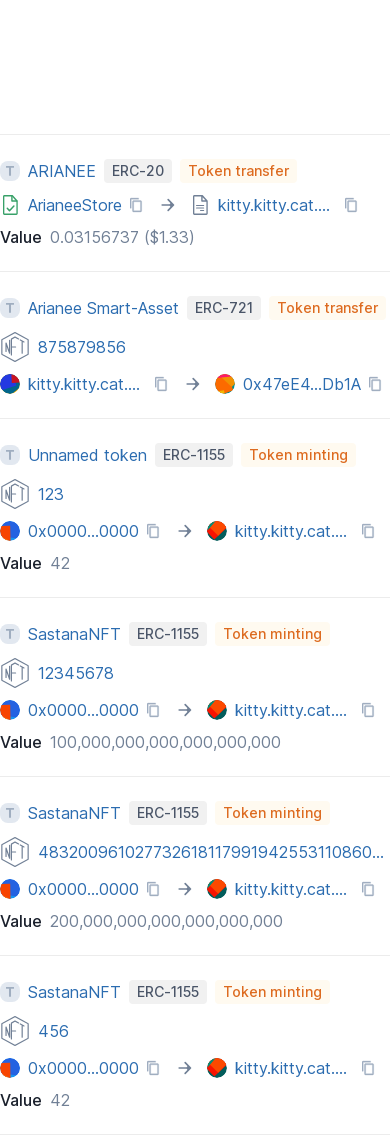 T ARIANEE ERC-20 Token transfer
ArianeeStore → kitty.kitty.cat....
Value 0.03156737 ($1.33)
T Arianee Smart-Asset ERC-721 Token transfer
NFT 875879856
kitty.kitty.cat.... → 0x47eE4...Db1A
T Unnamed token ERC-1155 Token minting
NFT 123
0x0000...0000 → kitty.kitty.cat....
Value 42
T SastanaNFT ERC-1155 Token minting
NFT 12345678
0x0000...0000 → kitty.kitty.cat....
Value 100,000,000,000,000,000,000
T SastanaNFT ERC-1155 Token minting
NFT 483200961027732618117991942553110860...
0x0000...0000 → kitty.kitty.cat....
Value 200,000,000,000,000,000,000
T SastanaNFT ERC-1155 Token minting
NFT 456
0x0000...0000 → kitty.kitty.cat....
Value 42